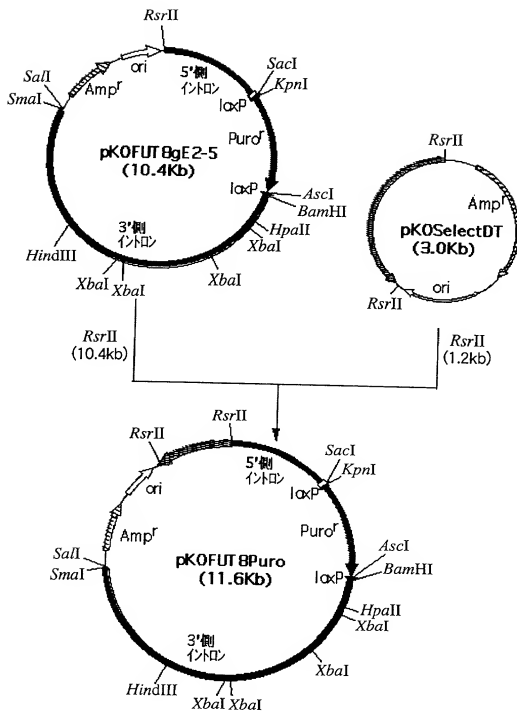 RsrII
ori
Ampʳ
SalI
SmaI
5'側
イントロン
SacI
KpnI
loxP
Puroʳ
pKOFUT8gE2-5
(10.4Kb)
loxP
AscI
BamHI
HpaII
XbaI
3'側
イントロン
HindIII
XbaI
XbaI
XbaI
RsrII
Ampʳ
pKOSelectDT
(3.0Kb)
RsrII
ori
RsrII
(10.4kb)
RsrII
(1.2kb)
RsrII
RsrII
ori
Ampʳ
SalI
SmaI
5'側
イントロン
SacI
KpnI
loxP
Puroʳ
pKOFUT8Puro
(11.6Kb)
loxP
AscI
BamHI
HpaII
XbaI
3'側
イントロン
XbaI
HindIII
XbaI XbaI